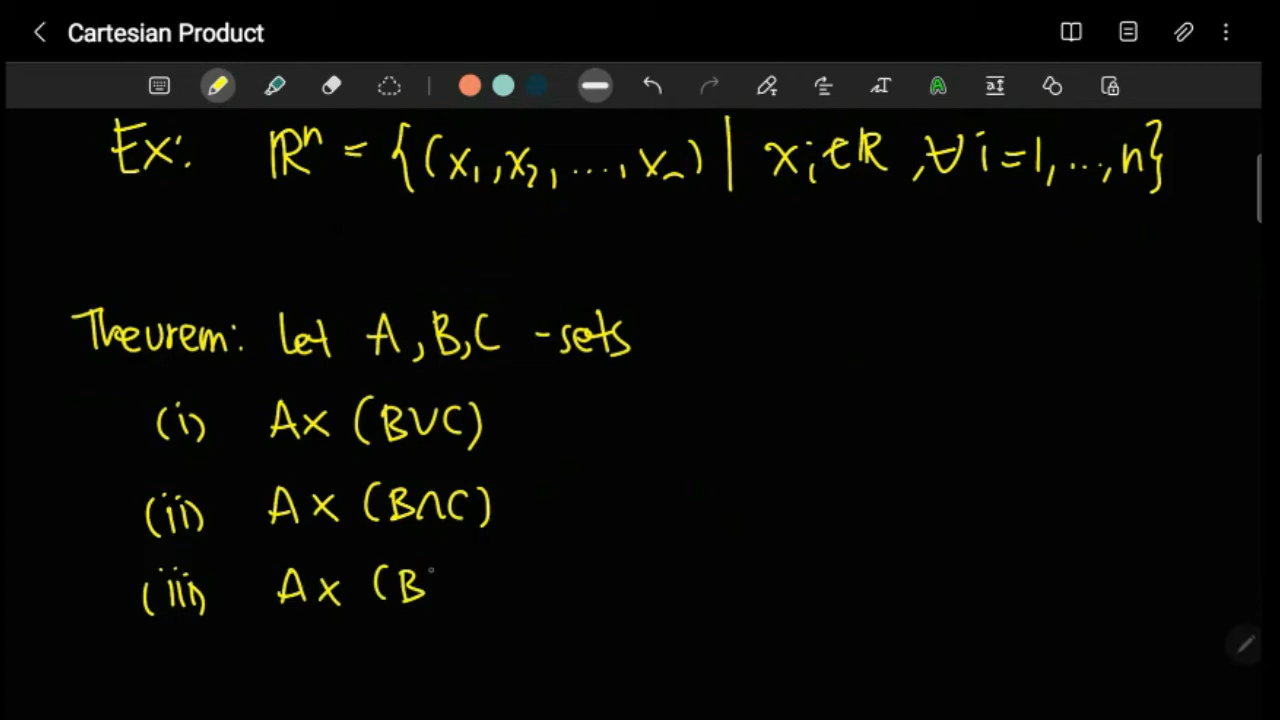 Cartesian Product
Ex: ℝⁿ = {(x₁, x₂, ..., xₙ) | xᵢ ∈ ℝ, ∀ i = 1, ..., n}
Theorem: Let A, B, C - sets
(i) A × (B ∪ C)
(ii) A × (B ∩ C)
(iii) A × (B